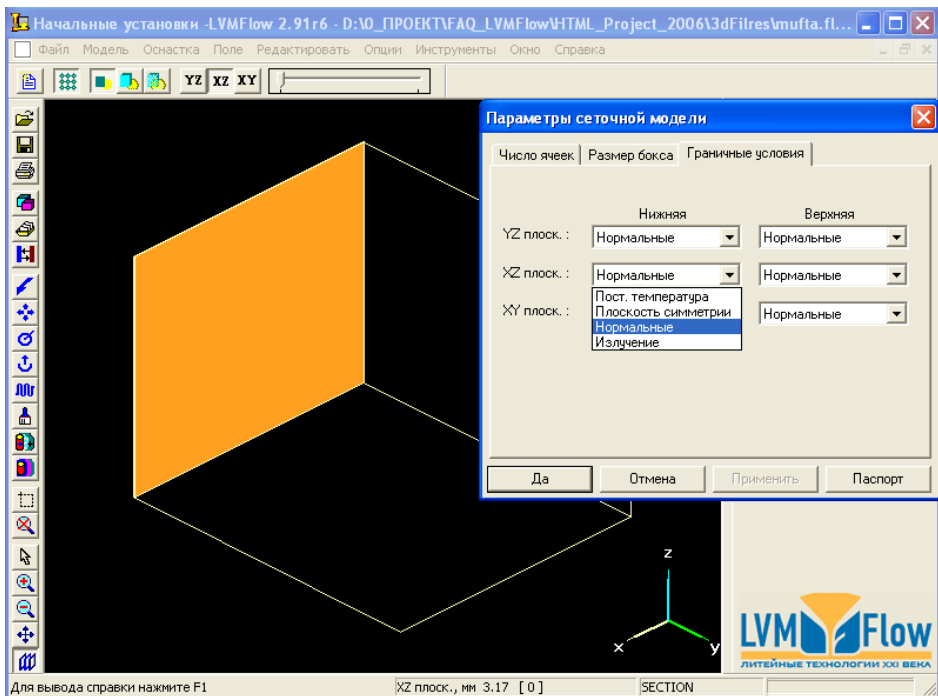 Начальные установки -LVMFlow 2.91r6 - D:\0_ПРОЕКТ\FAQ_LVMFlow\HTML_Project_2006\3dFilres\mufta.fl...
Файл Модель Оснастка Поле Редактировать Опции Инструменты Окно Справка
YZ XZ XY
Параметры сеточной модели
Число ячеек Размер бокса Граничные условия
Нижняя Верхняя
YZ плоск. : Нормальные Нормальные
XZ плоск. : Нормальные Нормальные
Пост. температура
XY плоск. : Плоскость симметрии Нормальные
Нормальные
Излучение
Да Отмена Применить Паспорт
z
x y
LVM Flow
ЛИТЕЙНЫЕ ТЕХНОЛОГИИ XXI ВЕКА
Для вывода справки нажмите F1 XZ плоск., мм 3.17 [ 0 ] SECTION